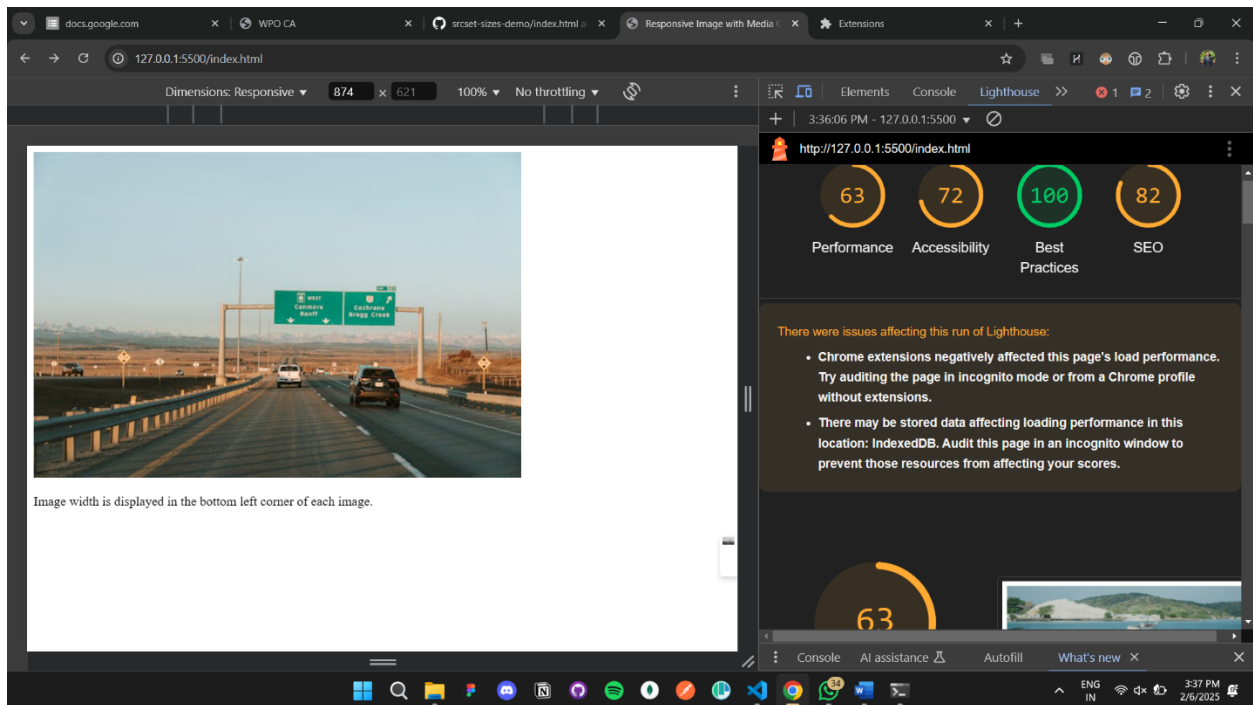 docs.google.com
WPO CA
srcset-sizes-demo/index.html a
Responsive Image with Media
Extensions
127.0.0.1:5500/index.html
Dimensions: Responsive
874 × 621
100%
No throttling
Elements
Console
Lighthouse
1
2
3:36:06 PM - 127.0.0.1:5500
http://127.0.0.1:5500/index.html
63
72
100
82
Performance
Accessibility
Best
Practices
SEO
WEST
Canmore
Banff
Cochrane
Bragg Creek
There were issues affecting this run of Lighthouse:
• Chrome extensions negatively affected this page's load performance.
Try auditing the page in incognito mode or from a Chrome profile
without extensions.
• There may be stored data affecting loading performance in this
location: IndexedDB. Audit this page in an incognito window to
prevent those resources from affecting your scores.
Image width is displayed in the bottom left corner of each image.
63
Console
AI assistance
Autofill
What's new
34
ENG
IN
3:37 PM
2/6/2025